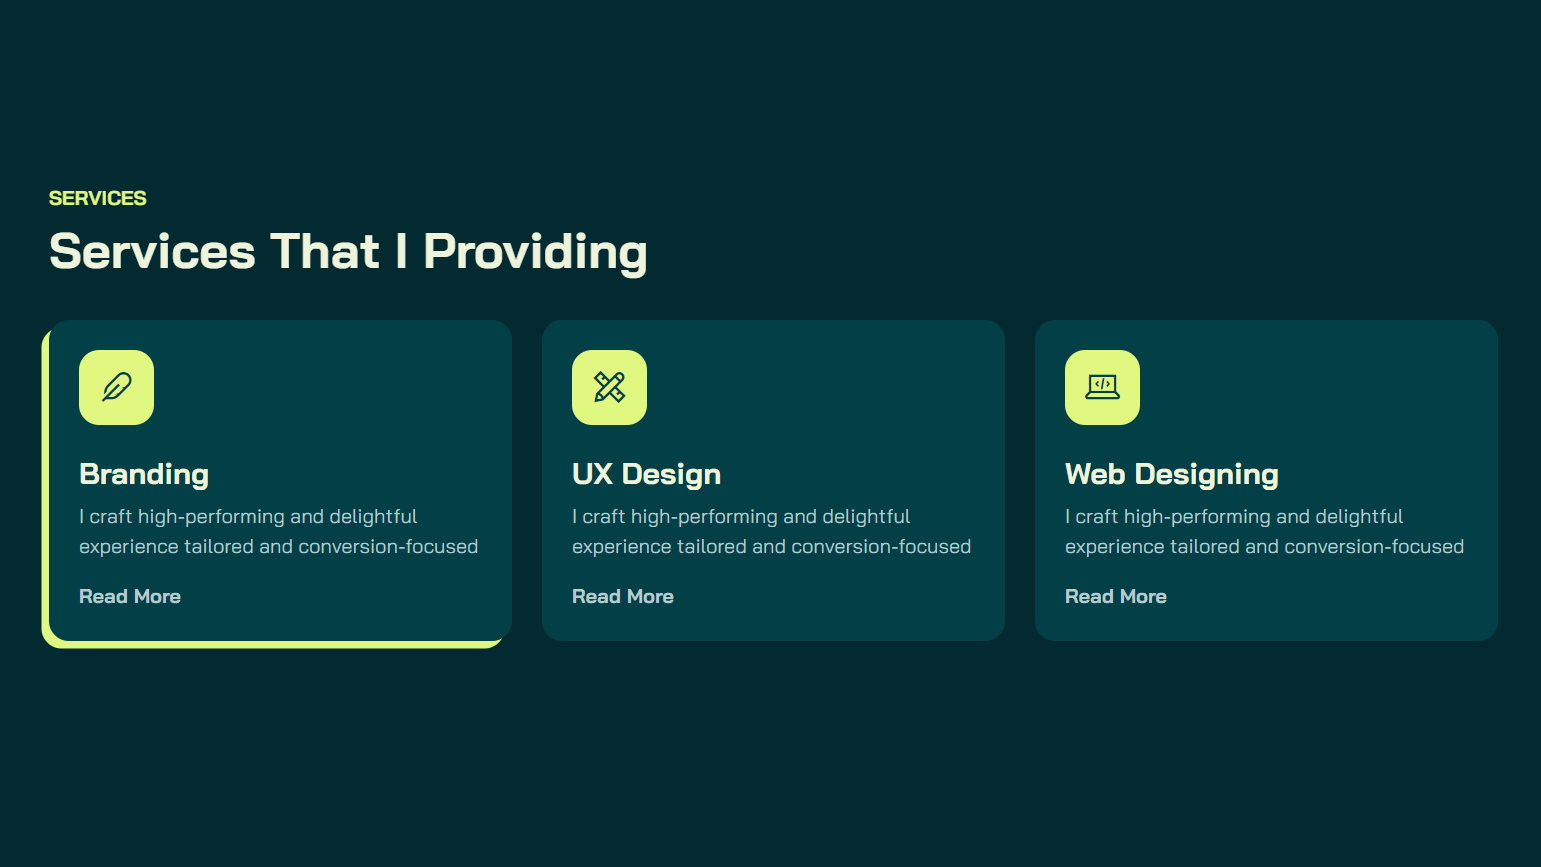 SERVICES
Services That I Providing
Branding
I craft high-performing and delightful
experience tailored and conversion-focused
Read More
UX Design
I craft high-performing and delightful
experience tailored and conversion-focused
Read More
Web Designing
I craft high-performing and delightful
experience tailored and conversion-focused
Read More